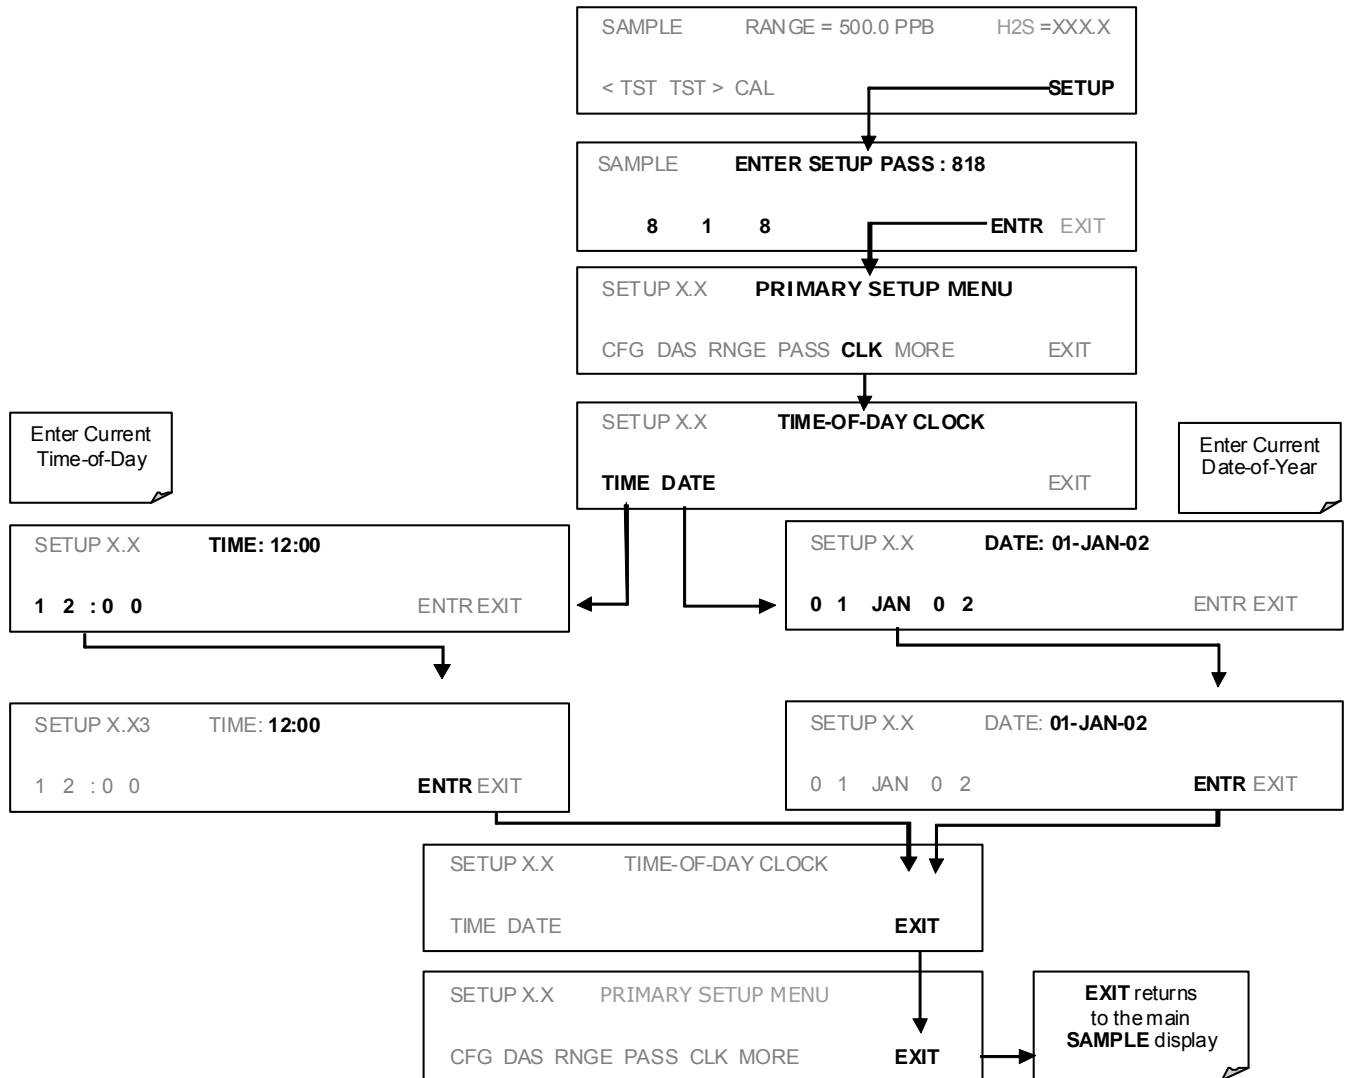 SAMPLE RANGE = 500.0 PPB H2S =XXX.X
< TST TST > CAL SETUP
SAMPLE ENTER SETUP PASS : 818
8 1 8 ENTR EXIT
SETUP X.X PRIMARY SETUP MENU
CFG DAS RNGE PASS CLK MORE EXIT
SETUP X.X TIME-OF-DAY CLOCK
TIME DATE EXIT
Enter Current
Time-of-Day
Enter Current
Date-of-Year
SETUP X.X TIME: 12:00
1 2 : 0 0 ENTR EXIT
SETUP X.X DATE: 01-JAN-02
0 1 JAN 0 2 ENTR EXIT
SETUP X.X3 TIME: 12:00
1 2 : 0 0 ENTR EXIT
SETUP X.X DATE: 01-JAN-02
0 1 JAN 0 2 ENTR EXIT
SETUP X.X TIME-OF-DAY CLOCK
TIME DATE EXIT
SETUP X.X PRIMARY SETUP MENU
CFG DAS RNGE PASS CLK MORE EXIT
EXIT returns
to the main
SAMPLE display